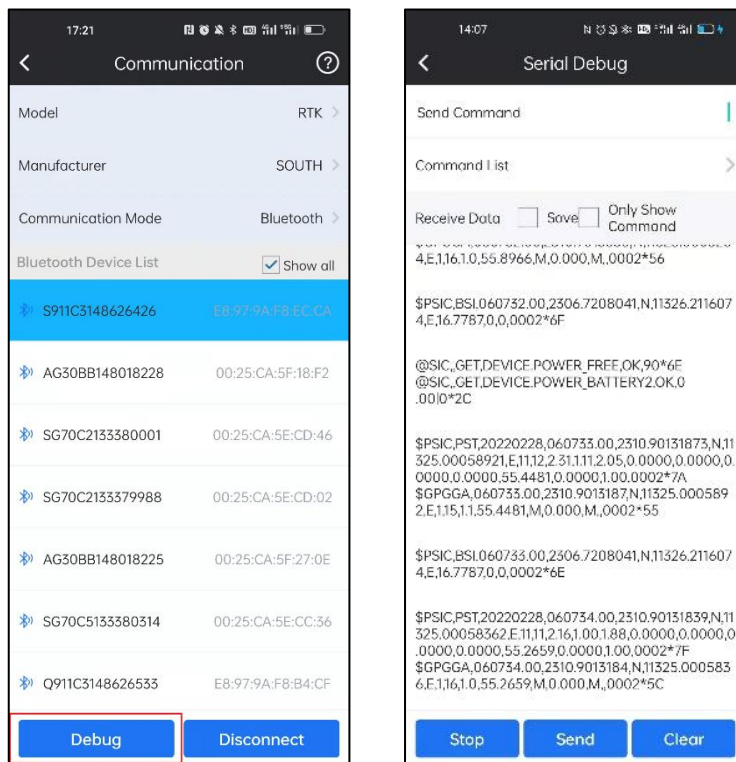 17:21
Communication
Model RTK
Manufacturer SOUTH
Communication Mode Bluetooth
Bluetooth Device List Show all
S911C3148626426 E8:97:9A:F8:EC:CA
AG30BB148018228 00:25:CA:5F:18:F2
SG70C2133380001 00:25:CA:5E:CD:46
SG70C2133379988 00:25:CA:5E:CD:02
AG30BB148018225 00:25:CA:5F:27:0E
SG70C5133380314 00:25:CA:5E:CC:36
Q911C3148626533 E8:97:9A:F8:B4:CF
Debug Disconnect
14:07
Serial Debug
Send Command
Command List
Receive Data Save Only Show
Command
4,E,1,16,1.0,55.8966,M,0.000,M,,0002*56
$PSIC,BSI,060732.00,2306.7208041,N,11326.211607
4,E,16.7787,0,0,0002*6F
@SIC,,GET,DEVICE.POWER_FREE,OK,90*6E
@SIC,,GET,DEVICE.POWER_BATTERY2,OK,0
.00|0*2C
$PSIC,PST,20220228,060733.00,2310.90131873,N,11
325.00058921,E,11,12,2.31,1.11,2.05,0.0000,0.0000,0.
0000,0.0000,55.4481,0.0000,1.00,0002*7A
$GPGGA,060733.00,2310.9013187,N,11325.000589
2,E,1,15,1.1,55.4481,M,0.000,M,,0002*55
$PSIC,BSI,060733.00,2306.7208041,N,11326.211607
4,E,16.7787,0,0,0002*6E
$PSIC,PST,20220228,060734.00,2310.90131839,N,11
325.00058362,E,11,11,2.16,1.00,1.88,0.0000,0.0000,0
.0000,0.0000,55.2659,0.0000,1.00,0002*7F
$GPGGA,060734.00,2310.9013184,N,11325.000583
6,E,1,16,1.0,55.2659,M,0.000,M,,0002*5C
Stop Send Clear